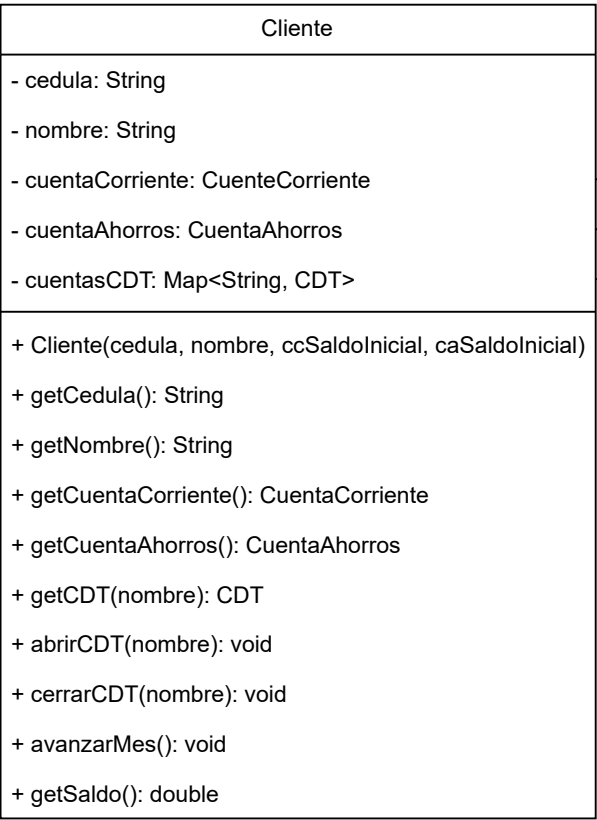 Cliente
- cedula: String
- nombre: String
- cuentaCorriente: CuenteCorriente
- cuentaAhorros: CuentaAhorros
- cuentasCDT: Map<String, CDT>
+ Cliente(cedula, nombre, ccSaldoInicial, caSaldoInicial)
+ getCedula(): String
+ getNombre(): String
+ getCuentaCorriente(): CuentaCorriente
+ getCuentaAhorros(): CuentaAhorros
+ getCDT(nombre): CDT
+ abrirCDT(nombre): void
+ cerrarCDT(nombre): void
+ avanzarMes(): void
+ getSaldo(): double